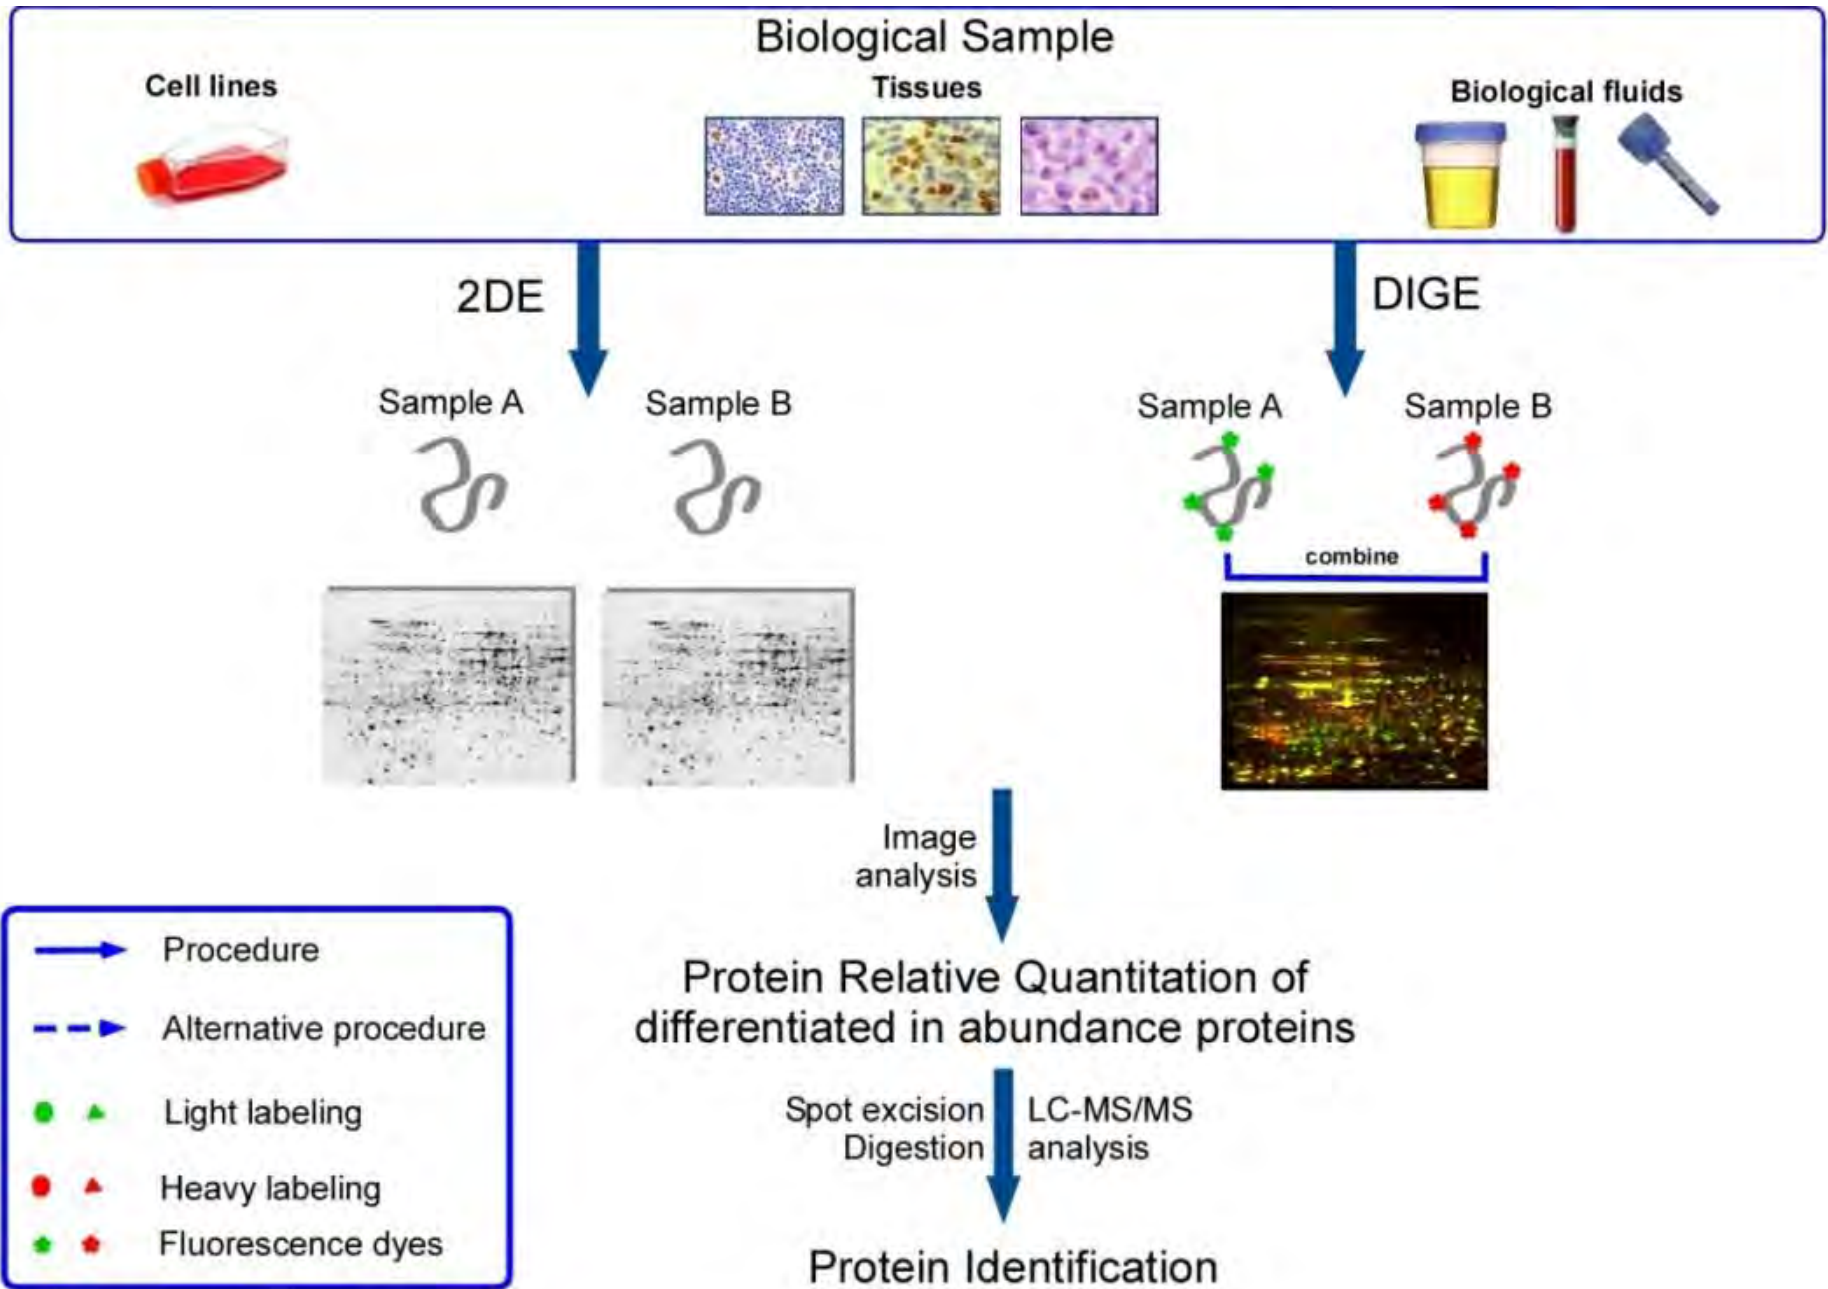 Biological Sample
Cell lines
Tissues
Biological fluids
2DE
DIGE
Sample A
Sample B
Sample A
Sample B
combine
Image
analysis
Protein Relative Quantitation of
differentiated in abundance proteins
Spot excision
Digestion
LC-MS/MS
analysis
Protein Identification
Procedure
Alternative procedure
Light labeling
Heavy labeling
Fluorescence dyes